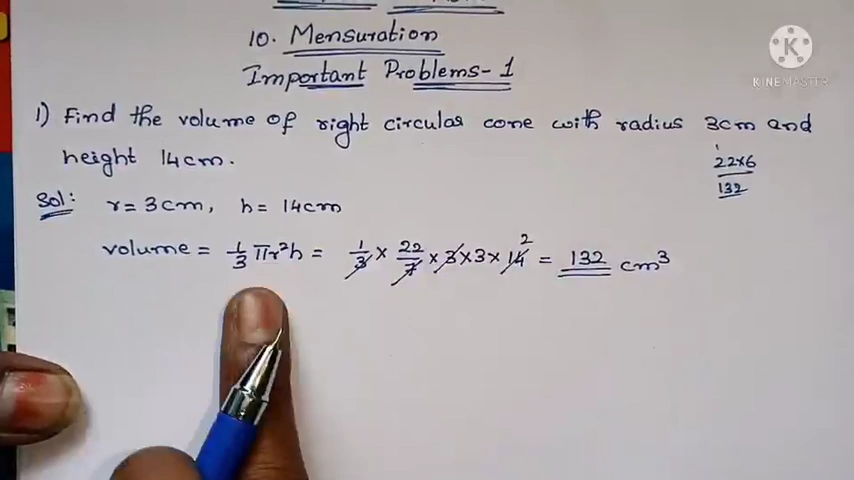 10. Mensuration
Important Problems-1
K
KINEMASTER
1) Find the volume of right circular cone with radius 3cm and
height 14cm.
1
22×6
132
Sol: r = 3cm, h = 14cm
volume = 1/3 πr²h = 1/3 × 22/7 × 3×3×14 2 = 132 cm³